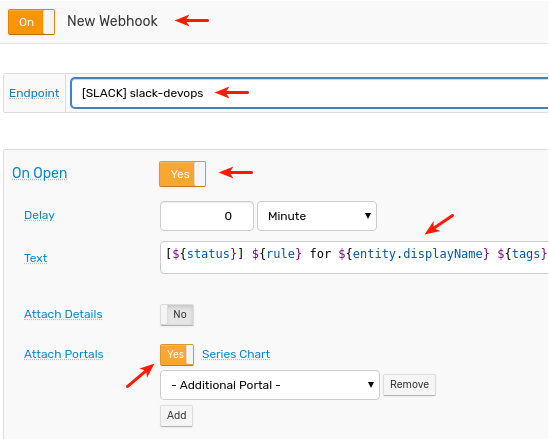 On New Webhook
Endpoint [SLACK] slack-devops
On Open Yes
Delay 0 Minute
Text [${status}] ${rule} for ${entity.displayName} ${tags}
Attach Details No
Attach Portals Yes Series Chart
- Additional Portal - Remove
Add